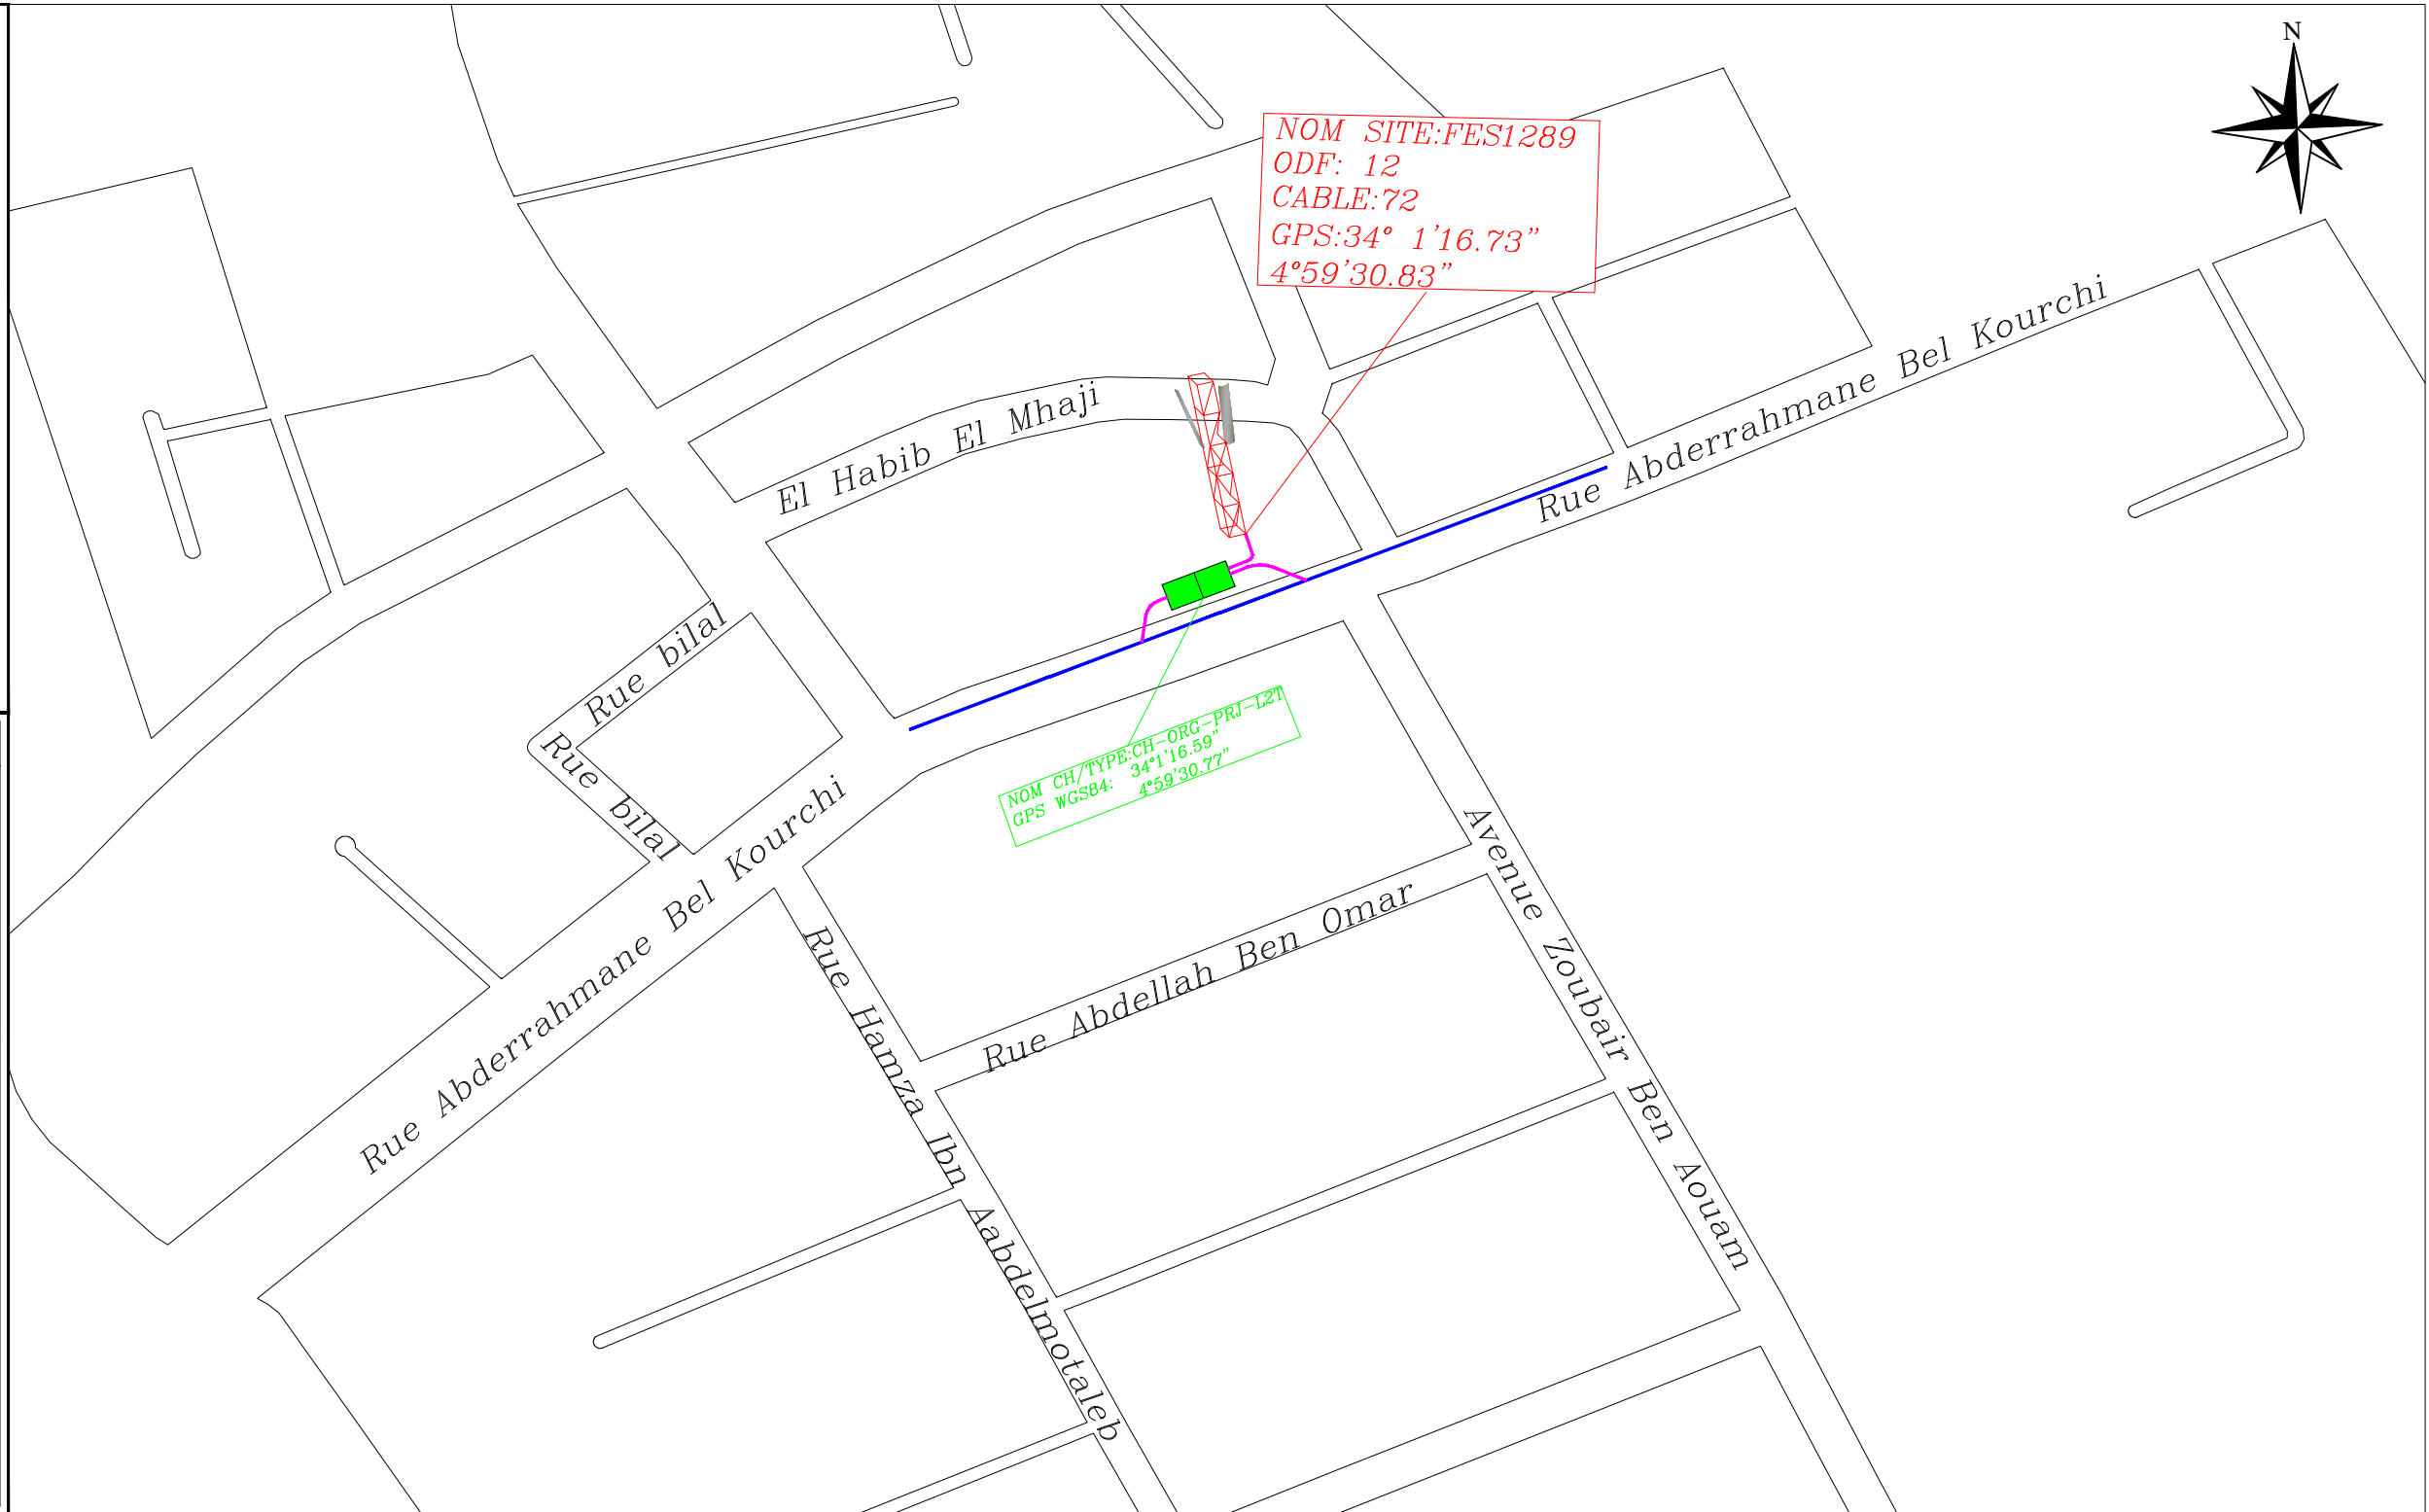 N
NOM SITE:FES1289
ODF: 12
CABLE:72
GPS:34° 1'16.73"
4°59'30.83"
Rue Abderrahmane Bel Kourchi
El Habib El Mhaji
Rue bilal
Rue bilal
NOM CH/TYPE:CH-ORG-PRJ-L2T
GPS WGS84: 34°1'16.59"
4°59'30.77"
Rue Abderrahmane Bel Kourchi
Rue Abdellah Ben Omar
Avenue Zoubair Ben Aouam
Rue Hamza Ibn Aabdelmotaleb